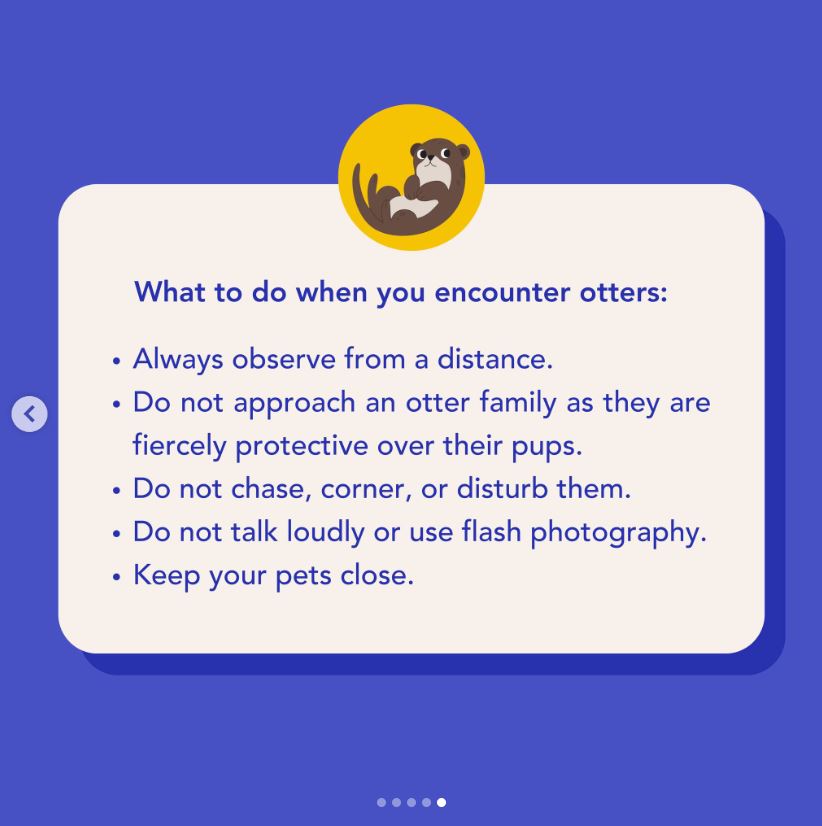 What to do when you encounter otters:
• Always observe from a distance.
• Do not approach an otter family as they are
fiercely protective over their pups.
• Do not chase, corner, or disturb them.
• Do not talk loudly or use flash photography.
• Keep your pets close.